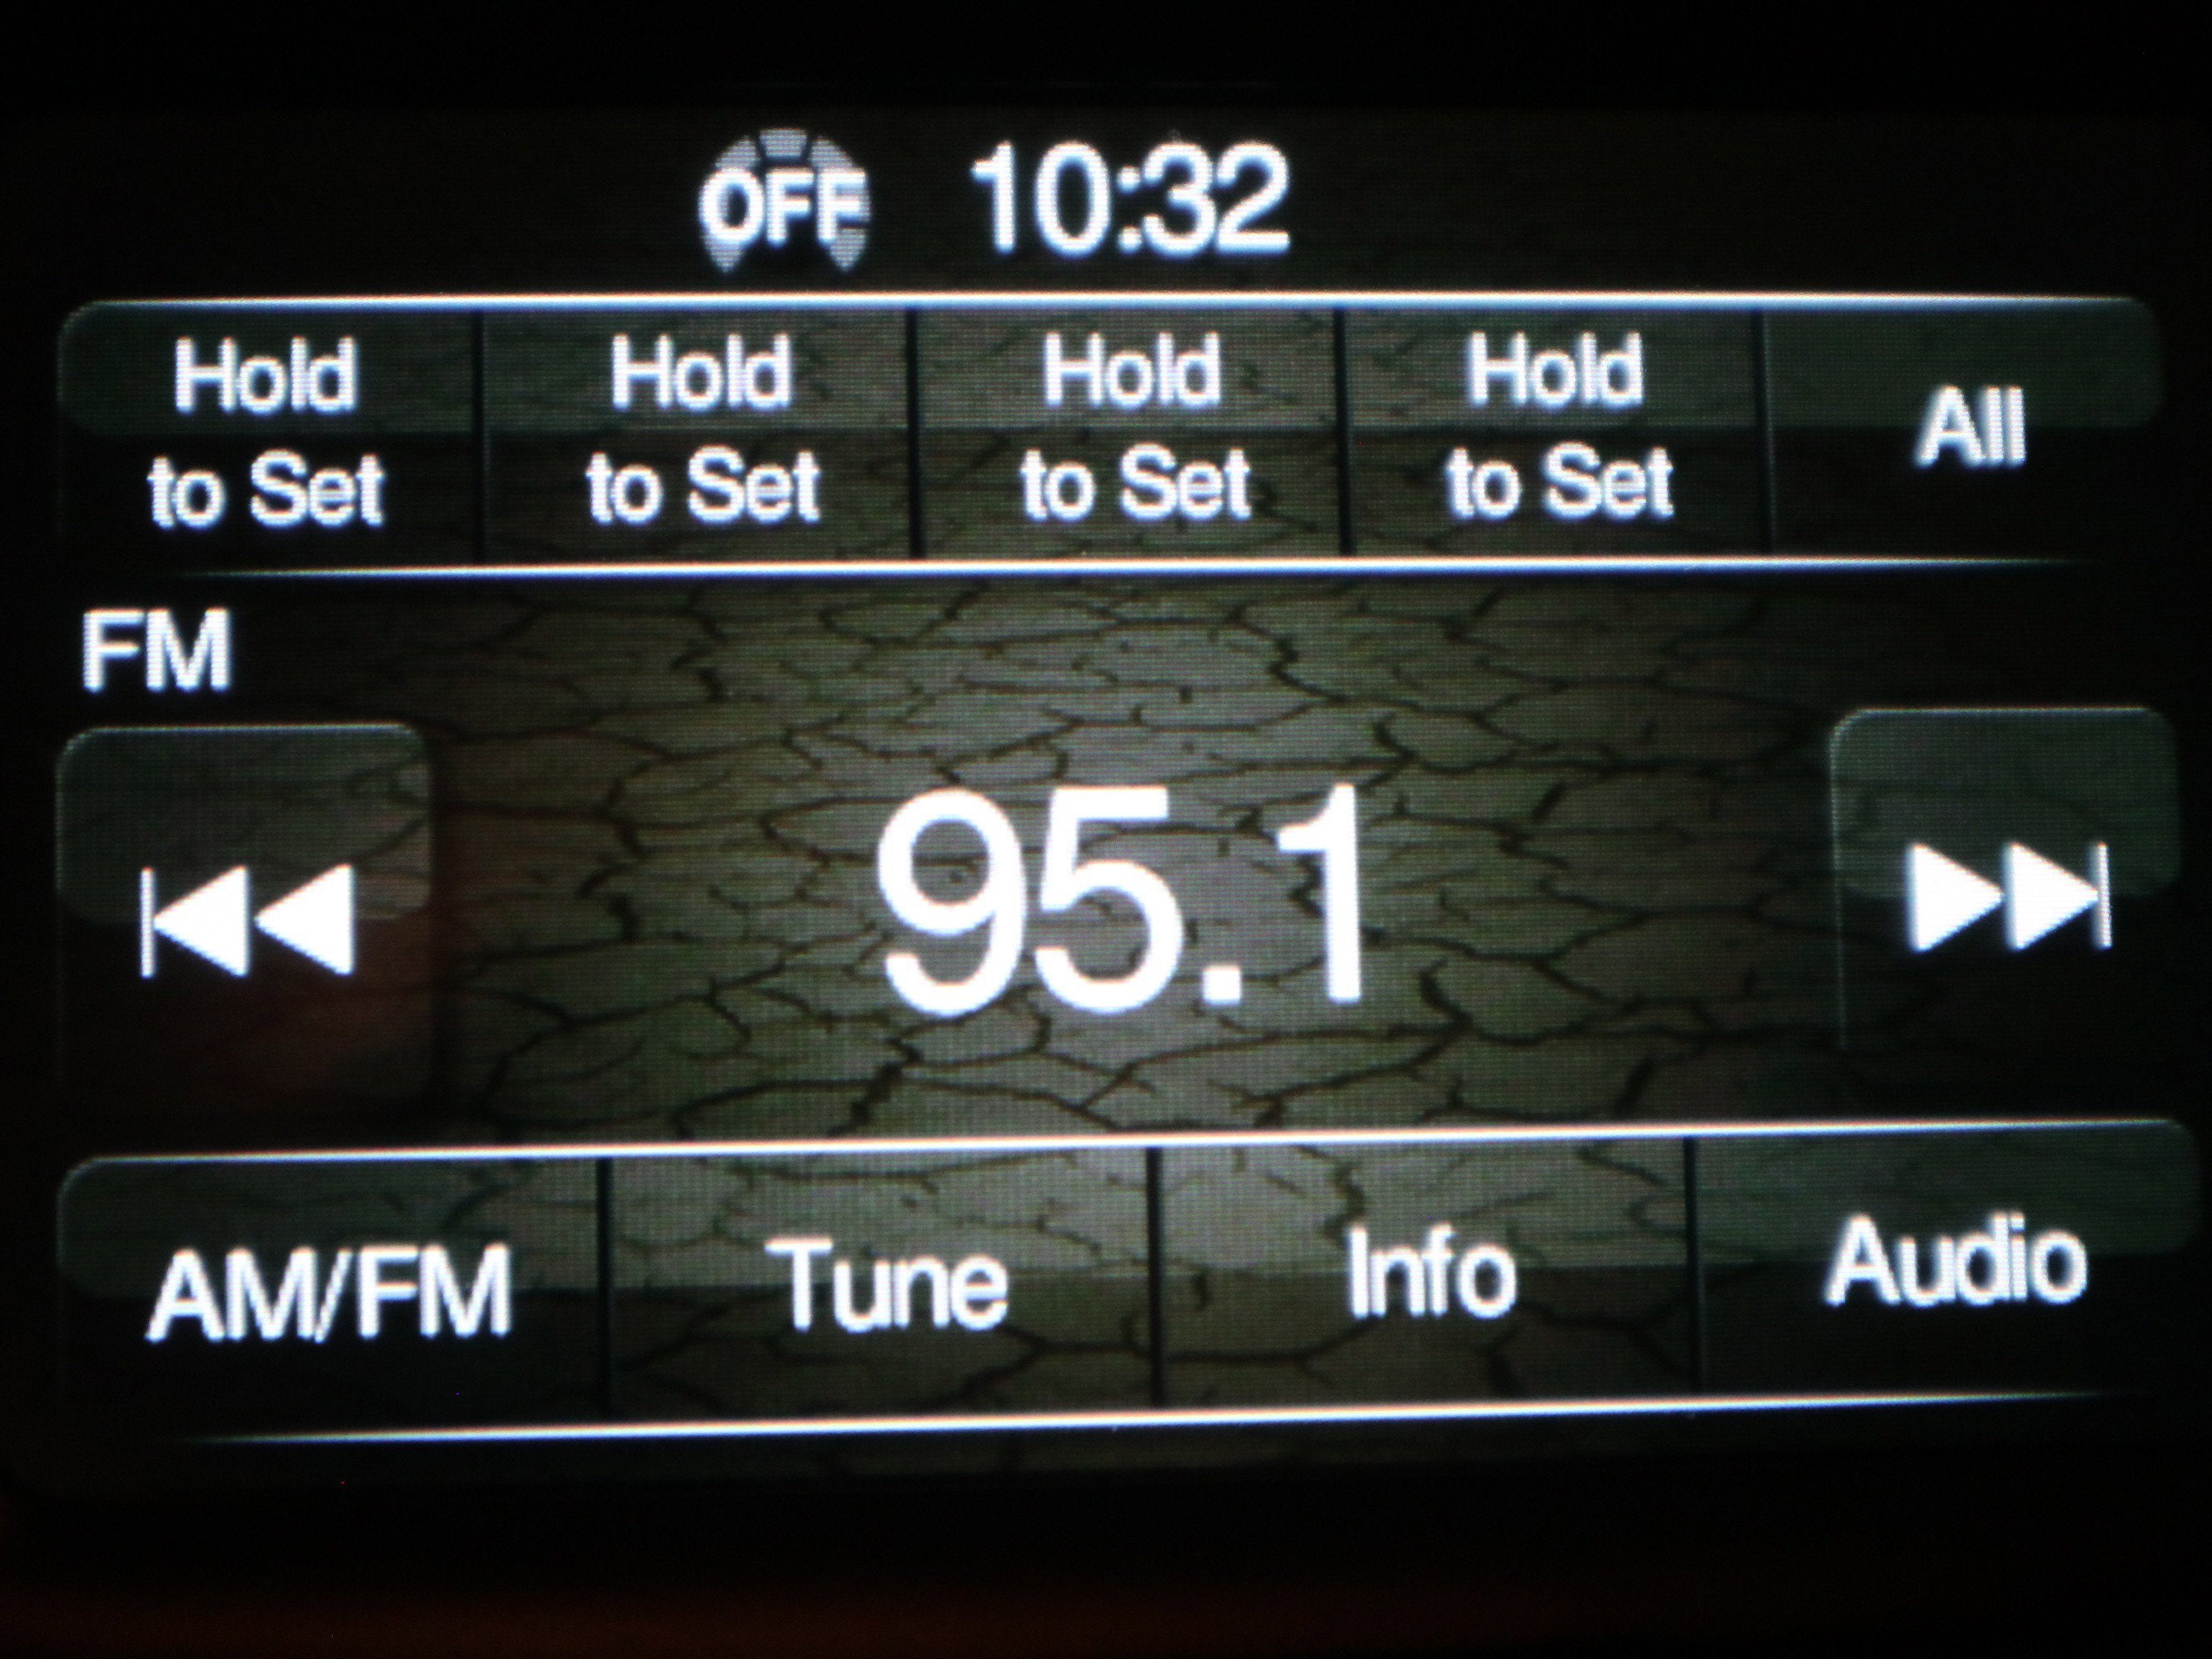 OFF 10:32
Hold Hold Hold Hold
to Set to Set to Set to Set
All
FM
95.1
AM/FM Tune Info Audio